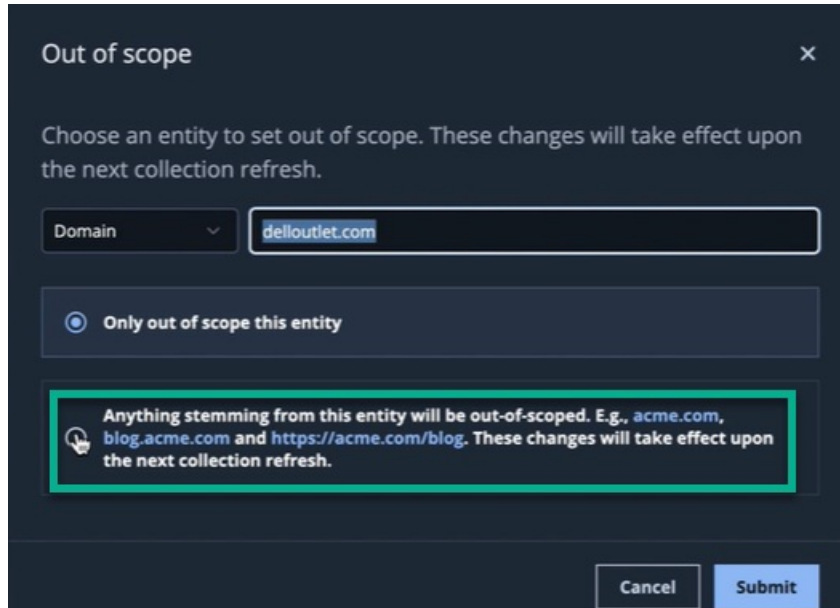 Out of scope
Choose an entity to set out of scope. These changes will take effect upon
the next collection refresh.
Domain
delloutlet.com
Only out of scope this entity
Anything stemming from this entity will be out-of-scoped. E.g., acme.com,
blog.acme.com and https://acme.com/blog. These changes will take effect upon
the next collection refresh.
Cancel
Submit